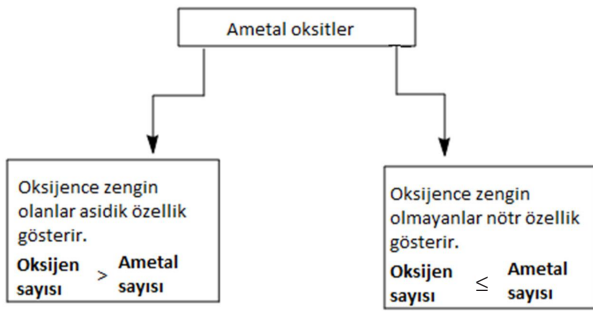 Ametal oksitler
Oksijence zengin
olanlar asidik özellik
gösterir.
Oksijen > Ametal
sayısı sayısı
Oksijence zengin
olmayanlar nötr özellik
gösterir.
Oksijen ≤ Ametal
sayısı sayısı